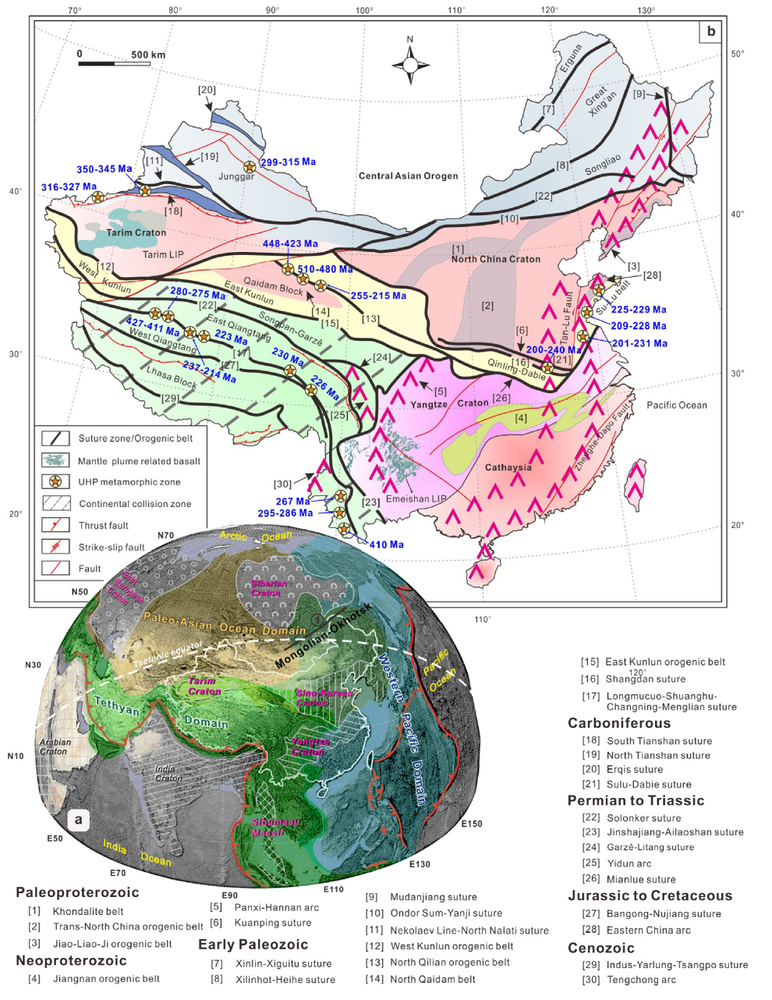 70°
80°
90°
100°
110°
120°
130°
b
0
500 km
N
50°
[20]
Erguna
Great
Xing'an
[9]
[7]
[11]
[19]
299-315 Ma
350-345 Ma
Junggar
Central Asian Orogen
[8]
Songliao
316-327 Ma
40°
[18]
[22]
[10]
40°
Tarim Craton
Tarim LIP
448-423 Ma
[1]
North China Craton
[3]
[12]
West Kunlun
510-480 Ma
Qaidam Block
East Kunlun
[28]
280-275 Ma
255-215 Ma
[14]
[2]
Su-Lu belt
225-229 Ma
[22]
[15]
[13]
Tan-Lu Fault
209-228 Ma
427-411 Ma
East Qiangtang
Songpan-Garzê
223 Ma
West Qiangtang
[17]
[6]
200-240 Ma
201-231 Ma
30°
230 Ma
[24]
[16]
[21]
237-214 Ma
[27]
Qinling-Dabie
30°
Lhasa Block
226 Ma
[5]
[26]
[29]
[25]
Yangtze Craton
[4]
Pacific Ocean
Zhenghe-Dapu Fault
Cathaysia
Suture zone/Orogenic belt
Mantle plume related basalt
UHP metamorphic zone
Continental collision zone
Thrust fault
Strike-slip fault
Fault
[30]
267 Ma
[23]
Emeishan LIP
295-286 Ma
410 Ma
20°
20°
110°
120°
N70
Arctic Ocean
N50
East
European
Craton
Siberian
Craton
Paleo-Asian Ocean Domain
1
Mongolian-Okhotsk
Tectonic equator
N30
Tarim
Craton
Sino-Korean
Craton
Western Pacific Domain
Pacific
Ocean
Tethyan
Domain
Yangtze
Craton
Arabian
Craton
N10
India
Craton
a
Sibumasu
Massif
E50
India Ocean
E70
E90
E110
E130
E150
Paleoproterozoic
[1] Khondalite belt
[2] Trans-North China orogenic belt
[3] Jiao-Liao-Ji orogenic belt
Neoproterozoic
[4] Jiangnan orogenic belt
[5] Panxi-Hannan arc
[6] Kuanping suture
Early Paleozoic
[7] Xinlin-Xiguitu suture
[8] Xilinhot-Heihe suture
[9] Mudanjiang suture
[10] Ondor Sum-Yanji suture
[11] Nekolaev Line-North Nalati suture
[12] West Kunlun orogenic belt
[13] North Qilian orogenic belt
[14] North Qaidam belt
[15] East Kunlun orogenic belt
[16] Shangdan suture
[17] Longmucuo-Shuanghu-
Changning-Menglian suture
Carboniferous
[18] South Tianshan suture
[19] North Tianshan suture
[20] Erqis suture
[21] Sulu-Dabie suture
Permian to Triassic
[22] Solonker suture
[23] Jinshajiang-Ailaoshan suture
[24] Garzê-Litang suture
[25] Yidun arc
[26] Mianlue suture
Jurassic to Cretaceous
[27] Bangong-Nujiang suture
[28] Eastern China arc
Cenozoic
[29] Indus-Yarlung-Tsangpo suture
[30] Tengchong arc